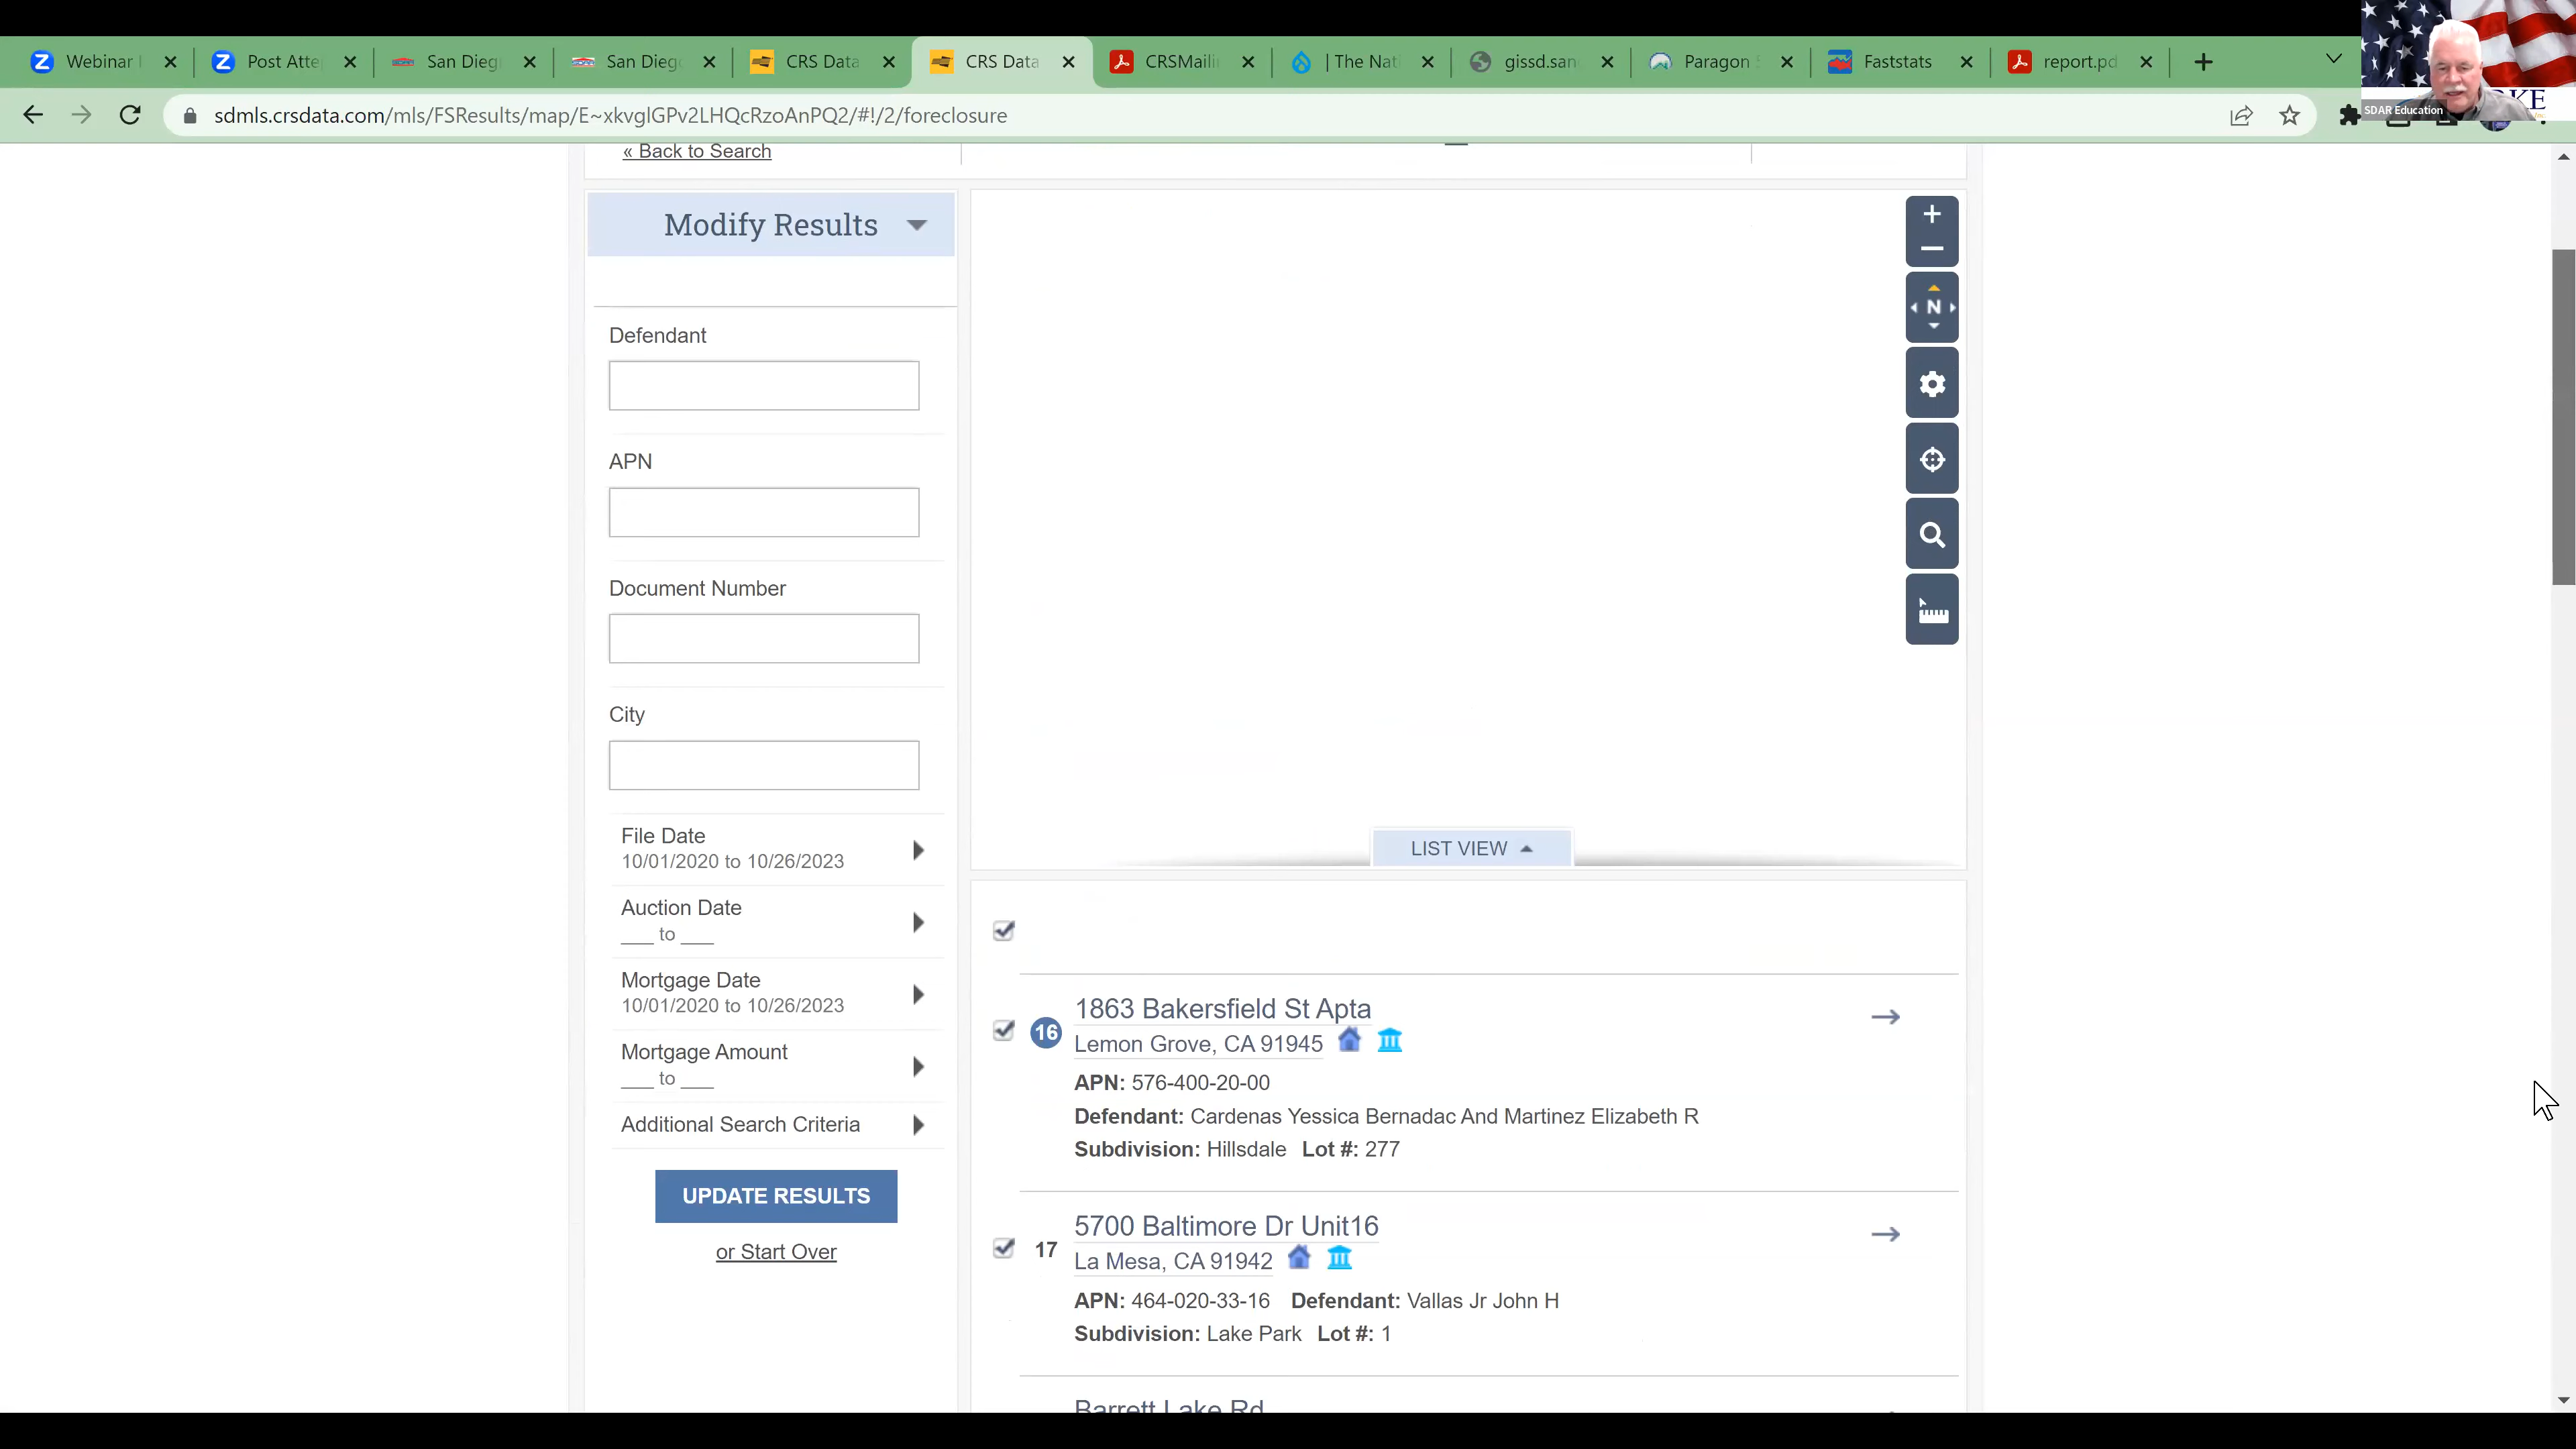 Webinar
Post Atte
San Dieg
San Dieg
CRS Data
CRS Data
CRSMaili
| The Nat
gissd.san
Paragon
Faststats
report.pd
sdmls.crsdata.com/mls/FSResults/map/E~xkvglGPv2LHQcRzoAnPQ2/#!/2/foreclosure
SDAR Education
« Back to Search
Modify Results
Defendant
APN
Document Number
City
File Date
10/01/2020 to 10/26/2023
Auction Date
___ to ___
Mortgage Date
10/01/2020 to 10/26/2023
Mortgage Amount
___ to ___
Additional Search Criteria
UPDATE RESULTS
or Start Over
N
LIST VIEW
16
1863 Bakersfield St Apta
Lemon Grove, CA 91945
APN: 576-400-20-00
Defendant: Cardenas Yessica Bernadac And Martinez Elizabeth R
Subdivision: Hillsdale Lot #: 277
17
5700 Baltimore Dr Unit16
La Mesa, CA 91942
APN: 464-020-33-16 Defendant: Vallas Jr John H
Subdivision: Lake Park Lot #: 1
Barrett Lake Rd